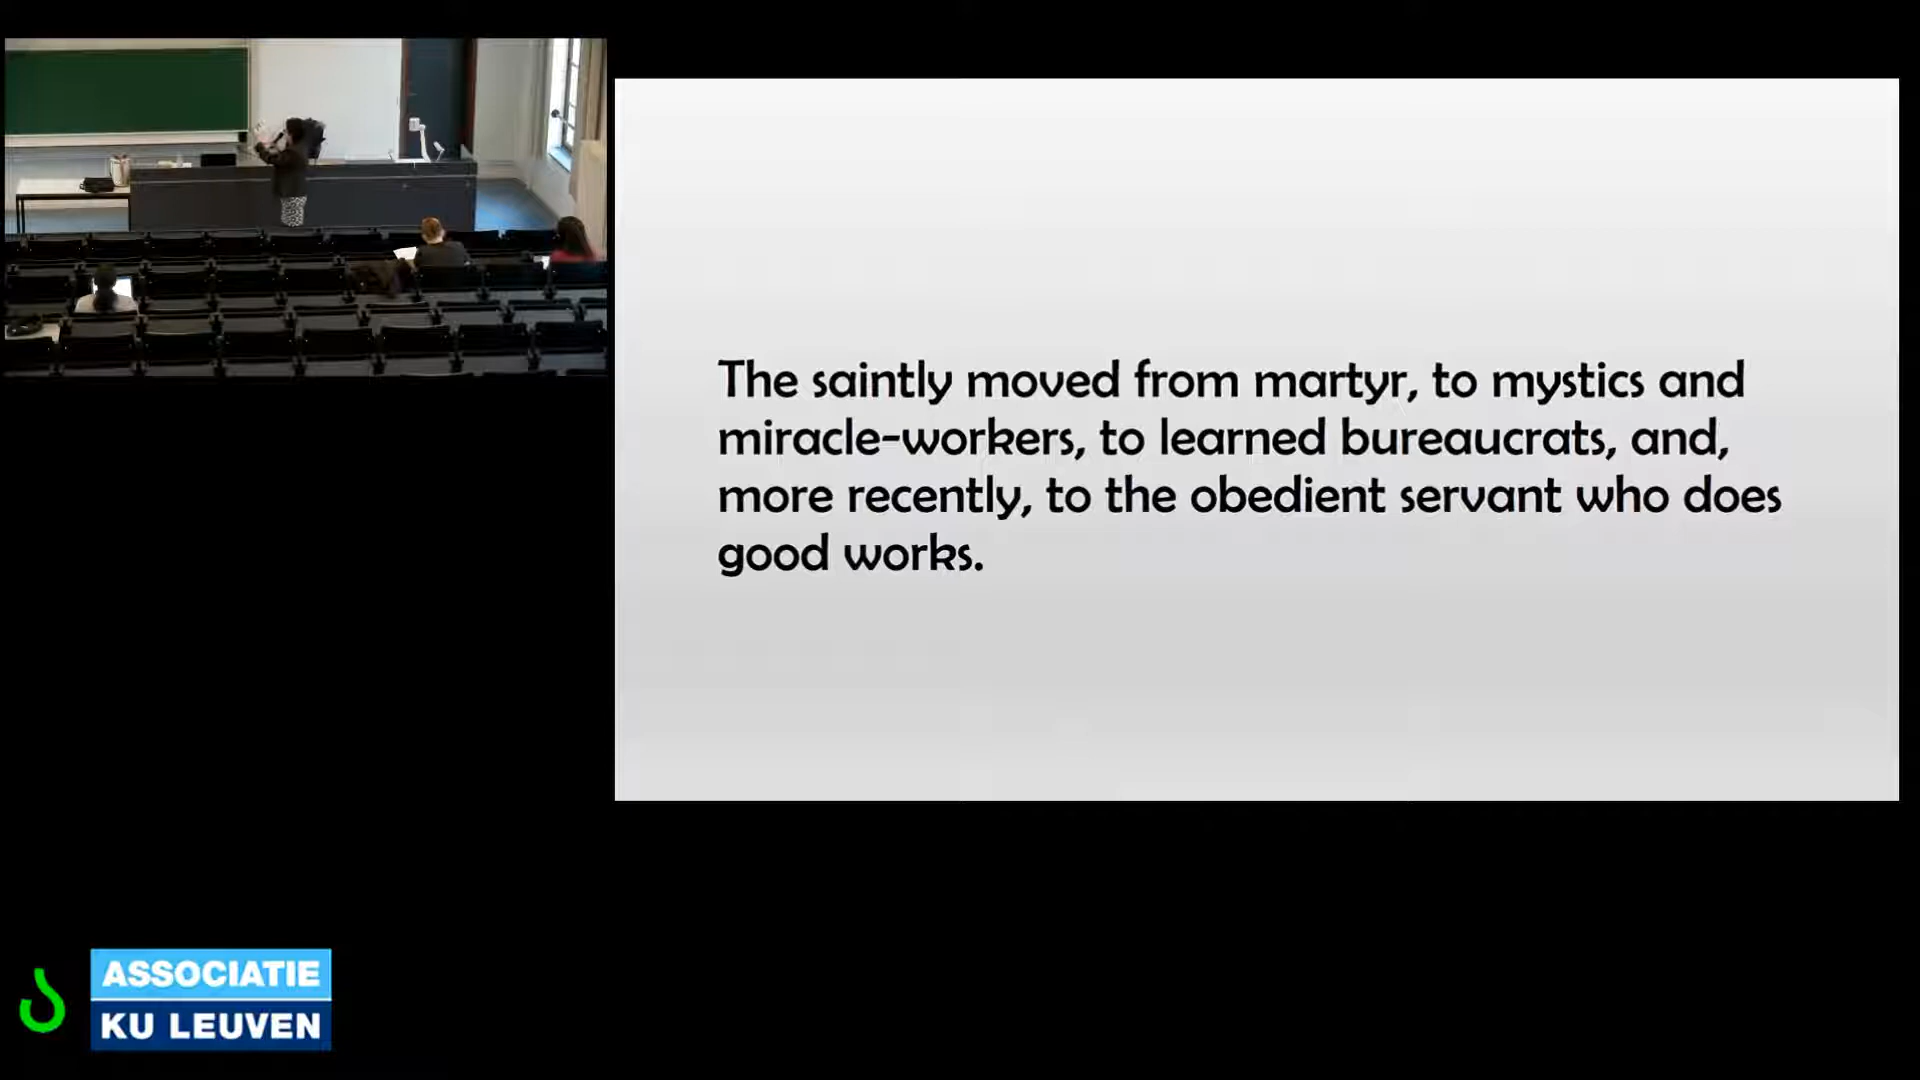 The saintly moved from martyr, to mystics and
miracle-workers, to learned bureaucrats, and,
more recently, to the obedient servant who does
good works.
ASSOCIATIE
KU LEUVEN